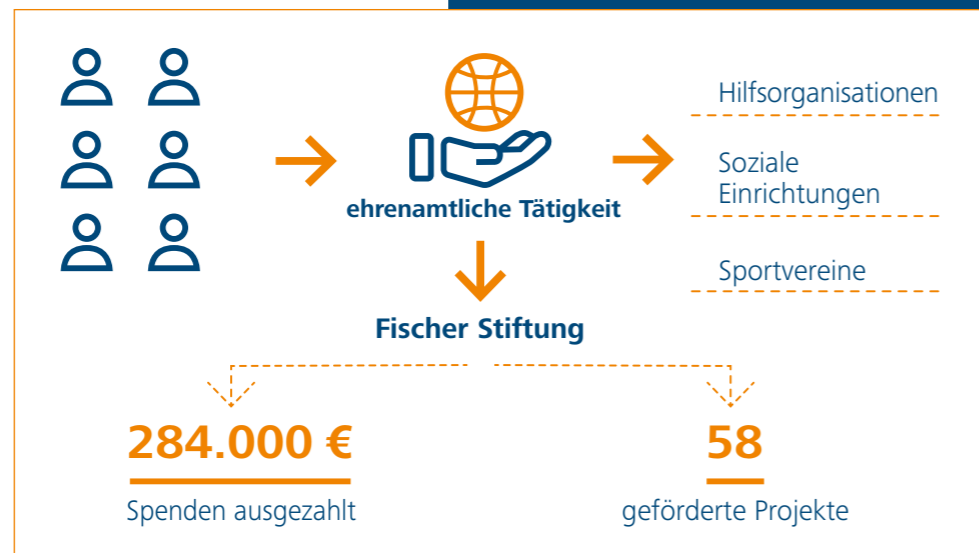 ehrenamtliche Tätigkeit
Hilfsorganisationen
Soziale
Einrichtungen
Sportvereine
Fischer Stiftung
284.000 €
Spenden ausgezahlt
58
geförderte Projekte